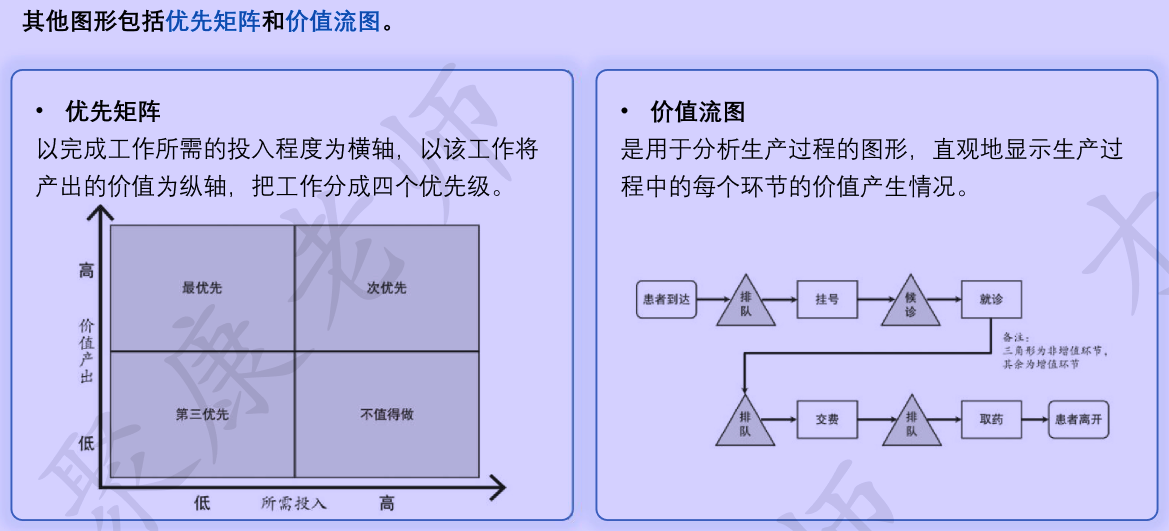 其他图形包括优先矩阵和价值流图。
• 优先矩阵
以完成工作所需的投入程度为横轴，以该工作将
产出的价值为纵轴，把工作分成四个优先级。
高
价值产出
低
最优先
次优先
第三优先
不值得做
低
所需投入
高
• 价值流图
是用于分析生产过程的图形，直观地显示生产过
程中的每个环节的价值产生情况。
患者到达
排
队
挂号
候
诊
就诊
备注：
三角形为非增值环节，
其余为增值环节
排
队
交费
排
队
取药
患者离开
聚康老师
师
才